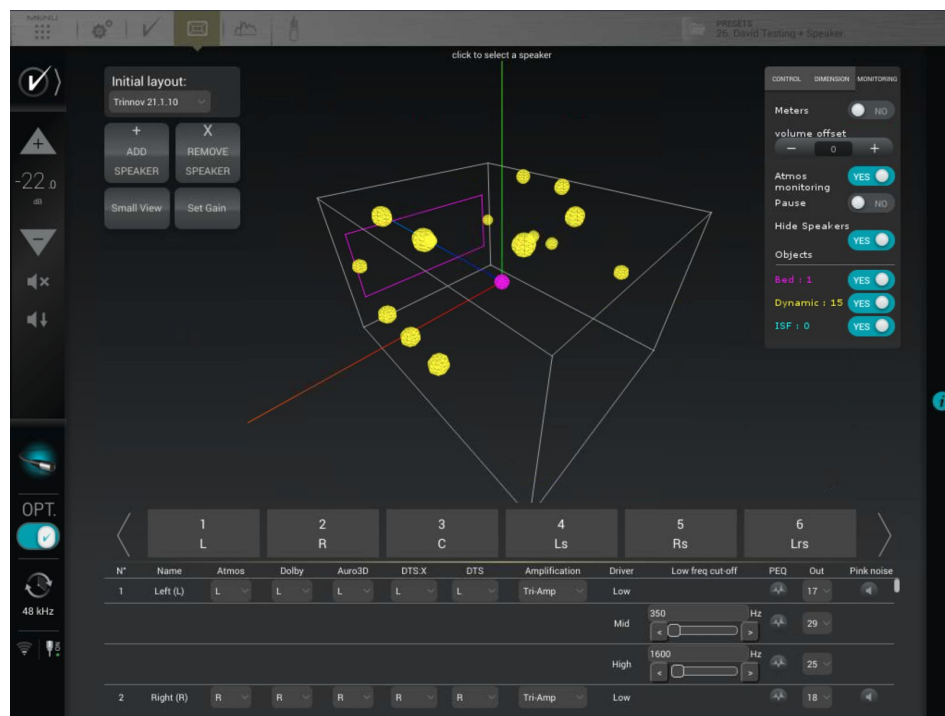 MENU
PRESETS
26. David Testing + Speaker
click to select a speaker
Initial layout:
Trinnov 21.1.10
+
ADD
SPEAKER
X
REMOVE
SPEAKER
Small View
Set Gain
-22.0
dB
OPT.
48 kHz
CONTROL DIMENSION MONITORING
Meters NO
volume offset
− 0 +
Atmos
monitoring YES
Pause NO
Hide Speakers
YES
Objects
Bed : 1 YES
Dynamic : 15 YES
ISF : 0 YES
1
L
2
R
3
C
4
Ls
5
Rs
6
Lrs
N° Name Atmos Dolby Auro3D DTS:X DTS Amplification Driver Low freq cut-off PEQ Out Pink noise
1 Left (L) L L L L L Tri-Amp Low 17
Mid 350 Hz 29
< >
High 1600 Hz 25
< >
2 Right (R) R R R R R Tri-Amp Low 18